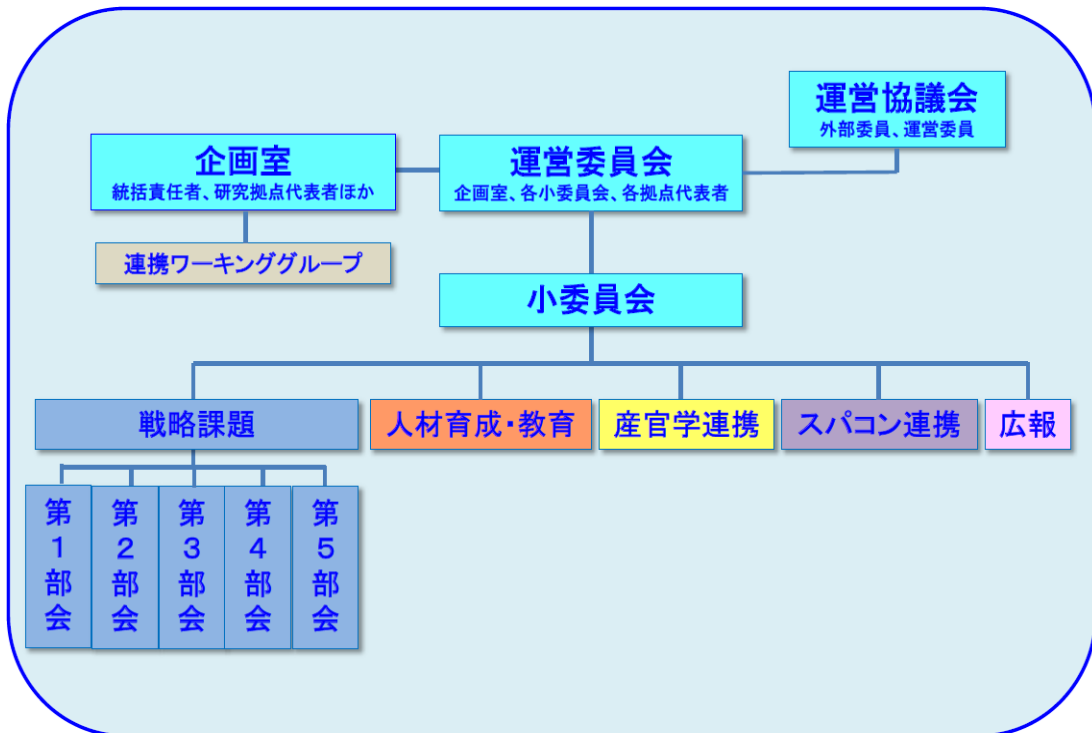 運営協議会
外部委員、運営委員
企画室
統括責任者、研究拠点代表者ほか
運営委員会
企画室、各小委員会、各拠点代表者
連携ワーキンググループ
小委員会
戦略課題
人材育成・教育
産官学連携
スパコン連携
広報
第1部会
第2部会
第3部会
第4部会
第5部会